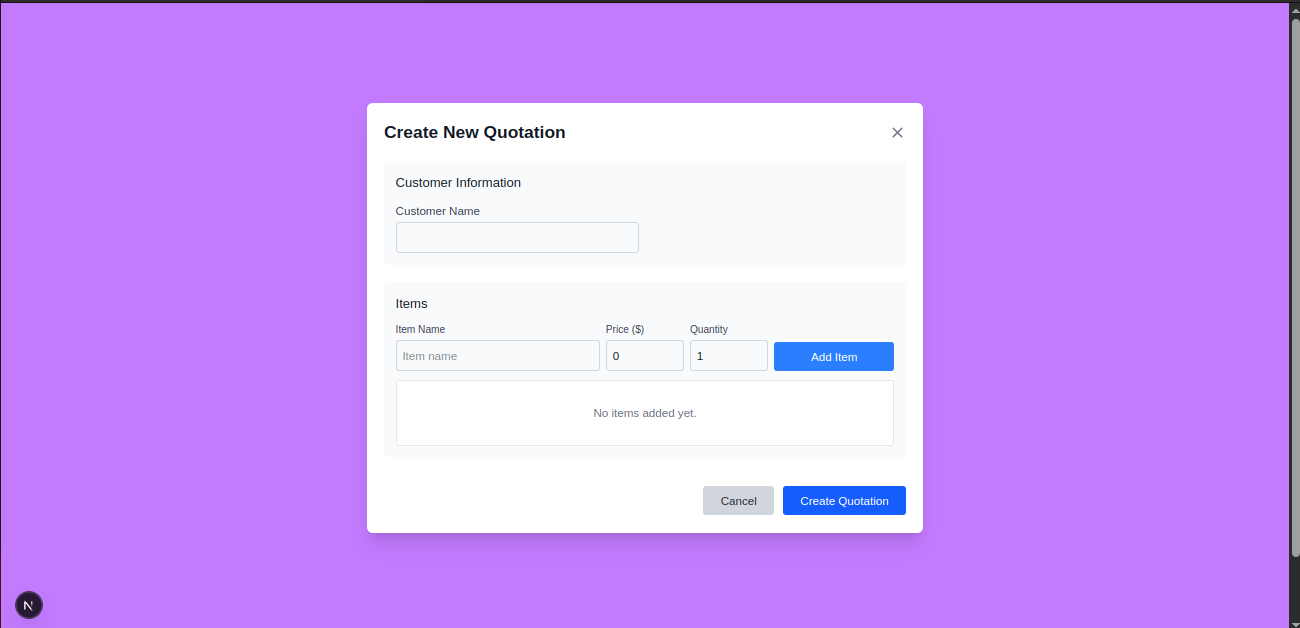 Create New Quotation
Customer Information
Customer Name
Items
Item Name Price ($) Quantity
Item name 0 1 Add Item
No items added yet.
Cancel Create Quotation
N